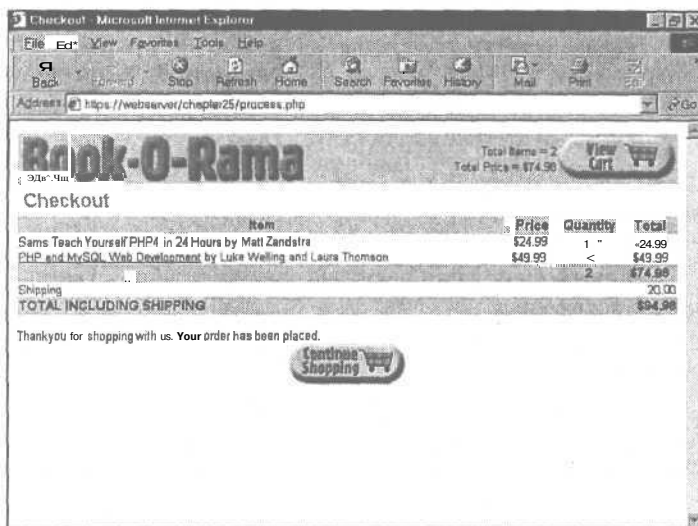 Checkout - Microsoft Internet Explorer
File Ed* View Favorites Tools Help
Я
Back Forward Stop Refresh Home Search Favorites History Mail Print Edit
Address https://webserver/chapter25/process.php Go
Book-O-Rama
Total Items = 2
Total Price = $74.98
View Cart
Checkout
Item Price Quantity Total
Sams Teach Yourself PHP4 in 24 Hours by Matt Zandstra $24.99 1 " «24.99
PHP and MySQL Web Development by Luke Welling and Laura Thomson $49.99 < $49.99
2 $74.98
Shipping 20.00
TOTAL INCLUDING SHIPPING $94.98
Thankyou for shopping with us. Your order has been placed.
Continue Shopping